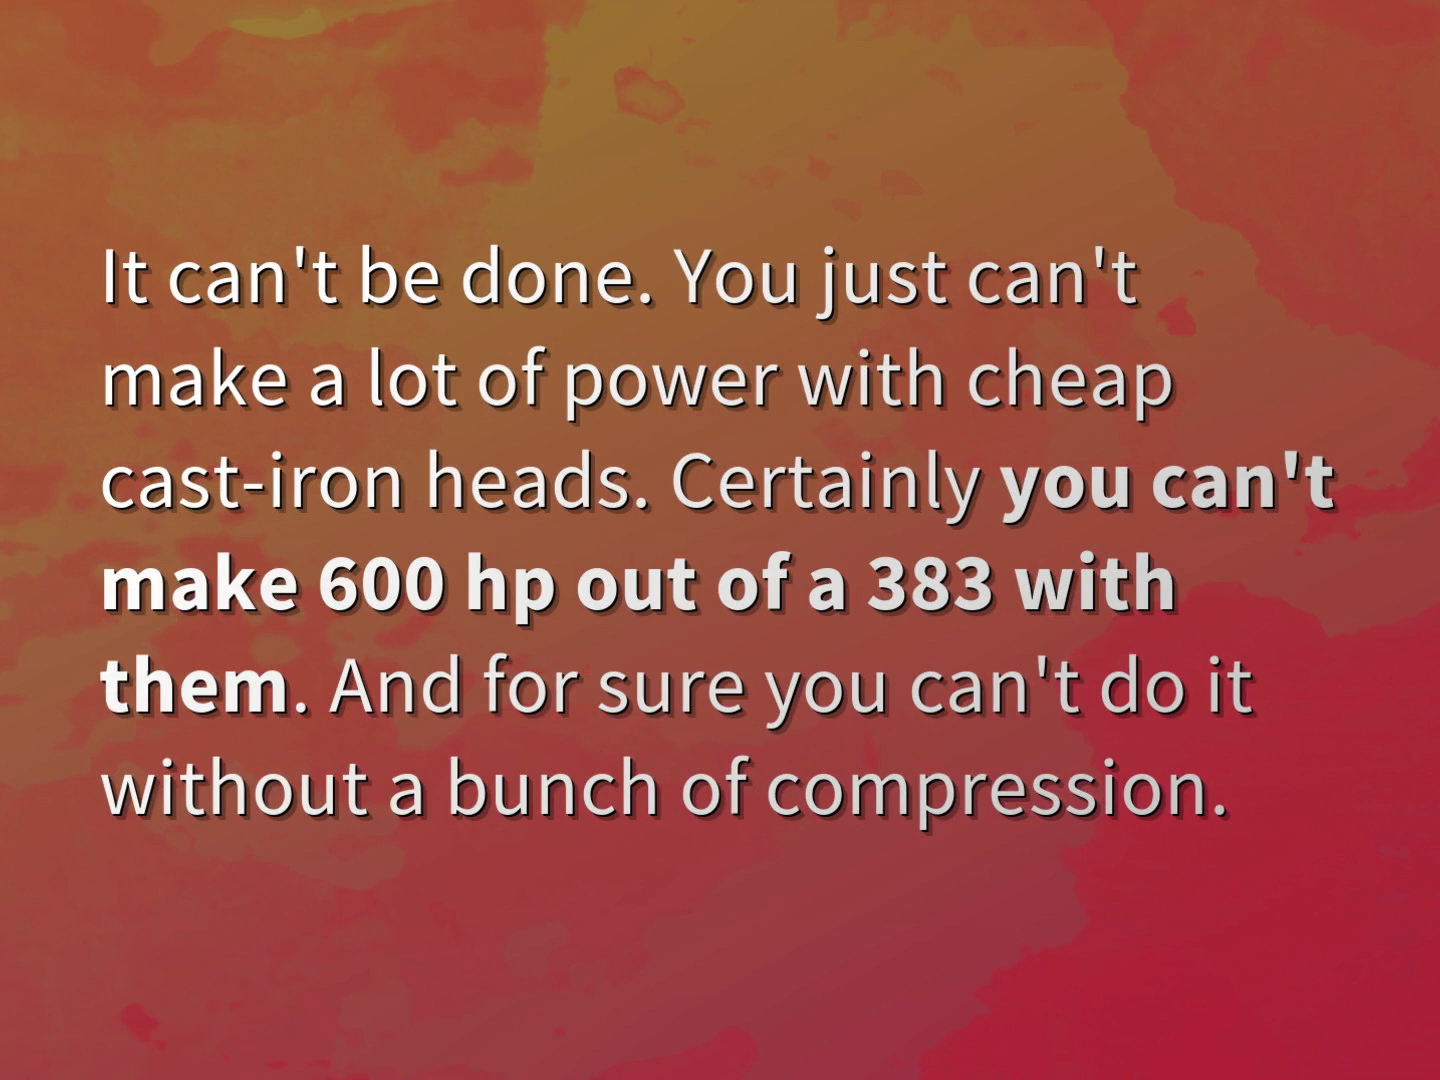 It can't be done. You just can't
make a lot of power with cheap
cast-iron heads. Certainly you can't
make 600 hp out of a 383 with
them. And for sure you can't do it
without a bunch of compression.